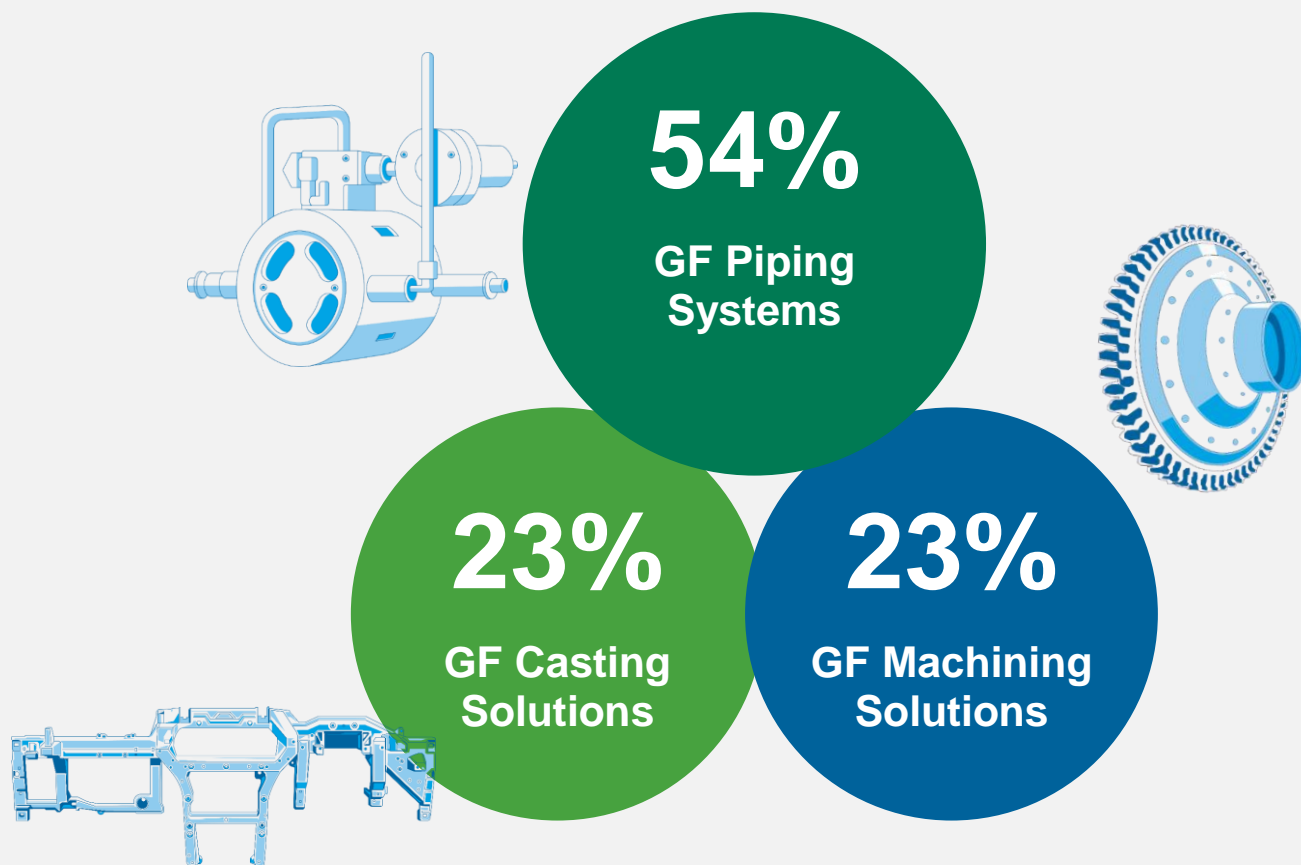 54%
GF Piping
Systems
23%
GF Casting
Solutions
23%
GF Machining
Solutions